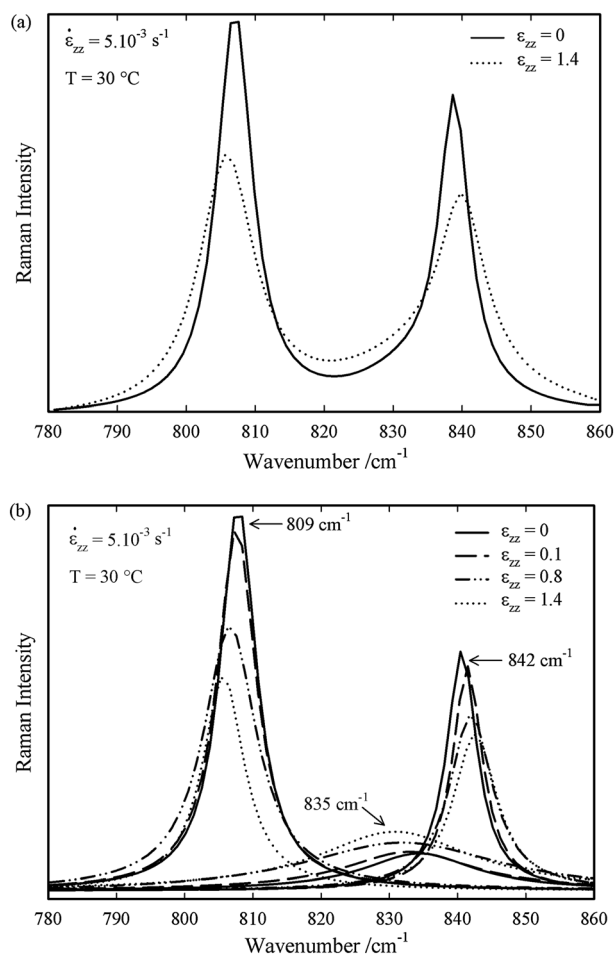 (a)
ε̇zz = 5.10⁻³ s⁻¹
T = 30 °C
εzz = 0
εzz = 1.4
Raman Intensity
780 790 800 810 820 830 840 850 860
Wavenumber /cm⁻¹
(b)
ε̇zz = 5.10⁻³ s⁻¹
T = 30 °C
809 cm⁻¹
εzz = 0
εzz = 0.1
εzz = 0.8
εzz = 1.4
842 cm⁻¹
835 cm⁻¹
Raman Intensity
780 790 800 810 820 830 840 850 860
Wavenumber /cm⁻¹